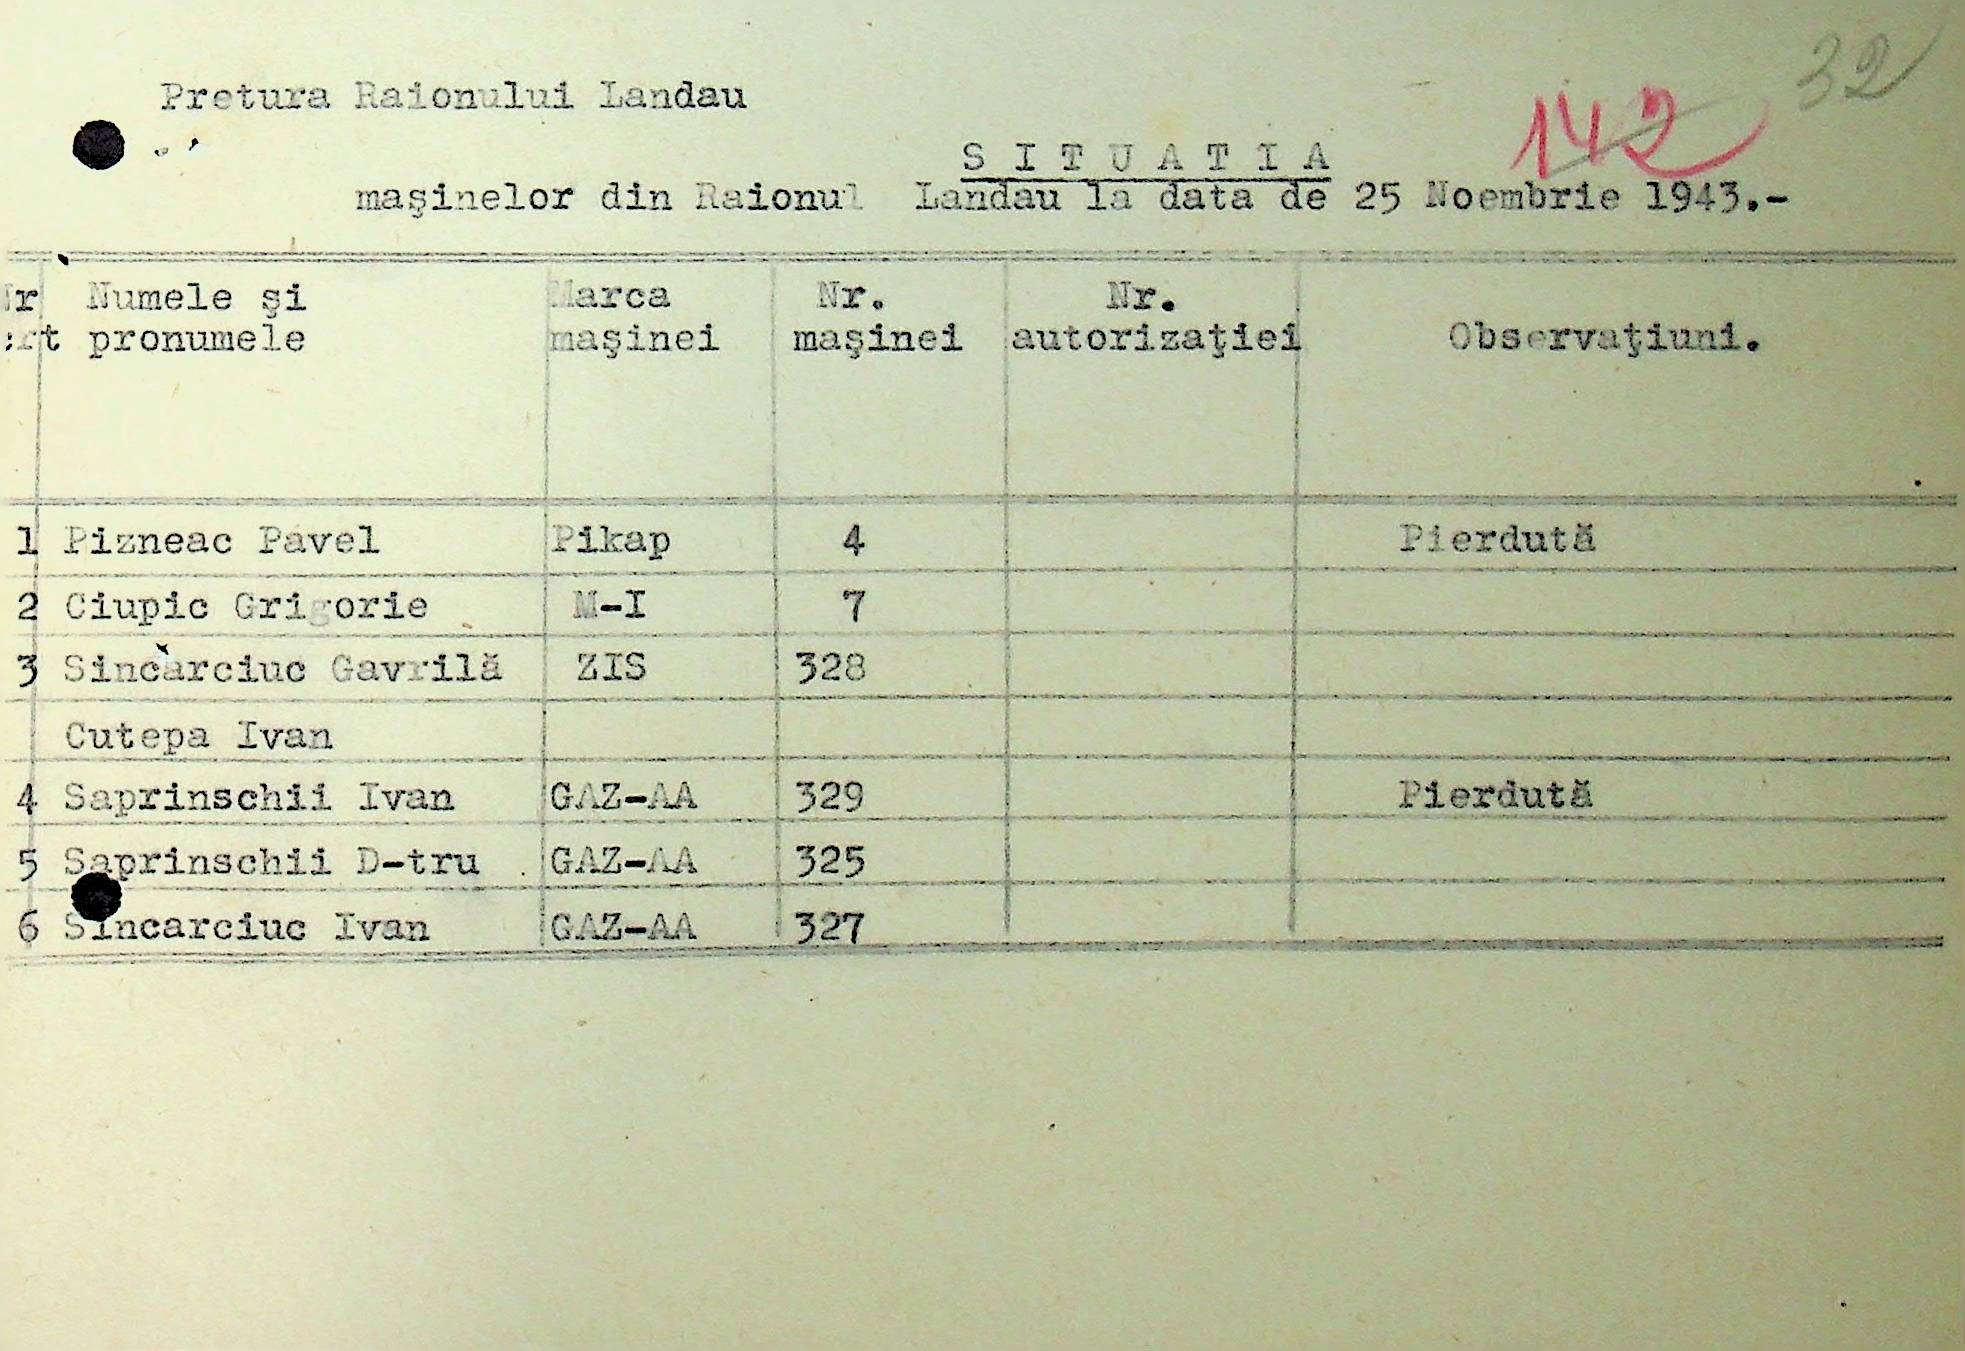 32
142
Pretura Raionului Landau
S I T U A T I A
maşinelor din Raionul Landau la data de 25 Noembrie 1943.-
Nr Numele şi Marca Nr. Nr.
crt pronumele maşinei maşinei autorizaţiei Observaţiuni.
1 Pizneac Pavel Pikap 4 Pierdută
2 Ciupic Grigorie M-I 7
3 Sincarciuc Gavrilă ZIS 328
Cutepa Ivan
4 Saprinschii Ivan GAZ-AA 329 Pierdută
5 Saprinschii D-tru GAZ-AA 325
6 Sincarciuc Ivan GAZ-AA 327